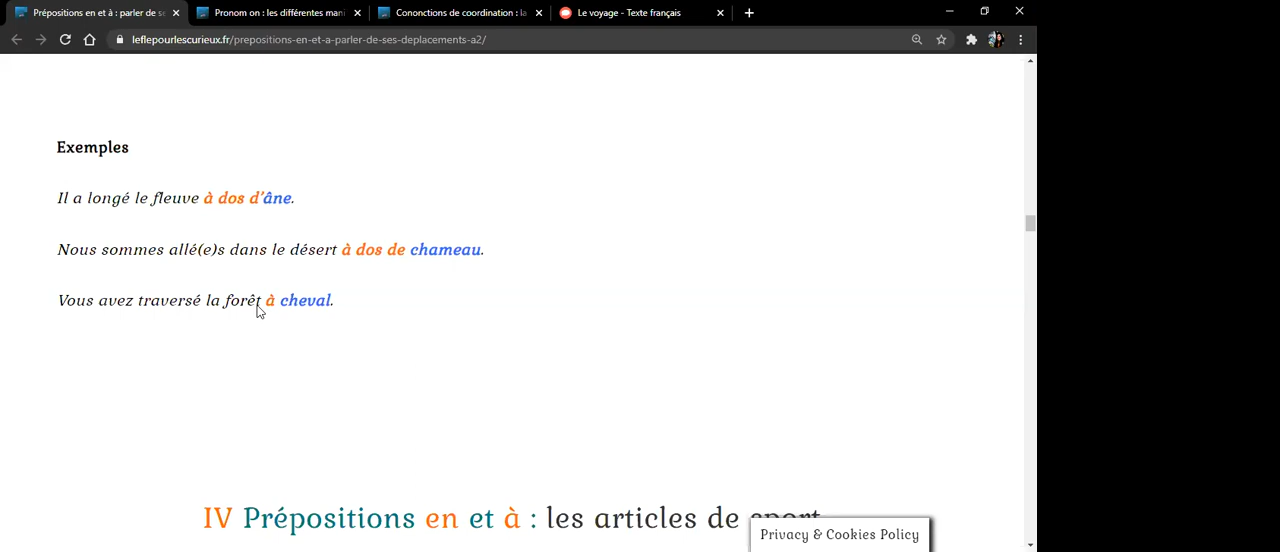 Prépositions en et à : parler de se
Pronom on : les différentes mani
Cononctions de coordination : la
Le voyage - Texte français
leflepourlescurieux.fr/prepositions-en-et-a-parler-de-ses-deplacements-a2/
Exemples
Il a longé le fleuve à dos d'âne.
Nous sommes allé(e)s dans le désert à dos de chameau.
Vous avez traversé la forêt à cheval.
IV Prépositions en et à : les articles de sport
Privacy & Cookies Policy